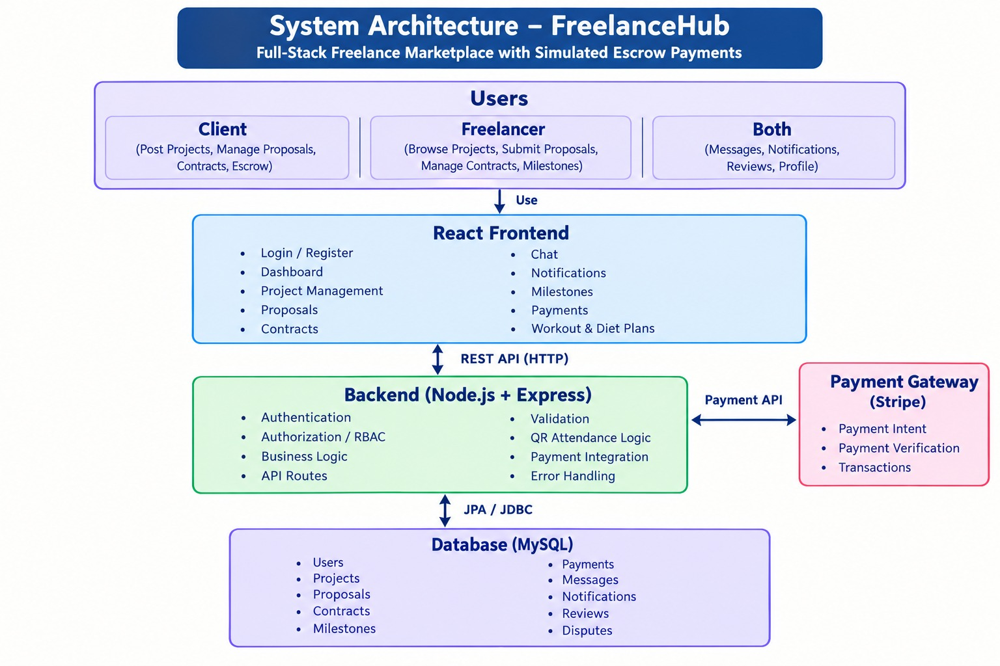 System Architecture – FreelanceHub
Full-Stack Freelance Marketplace with Simulated Escrow Payments
Users
Client
(Post Projects, Manage Proposals,
Contracts, Escrow)
Freelancer
(Browse Projects, Submit Proposals,
Manage Contracts, Milestones)
Both
(Messages, Notifications,
Reviews, Profile)
Use
React Frontend
• Login / Register
• Dashboard
• Project Management
• Proposals
• Contracts
• Chat
• Notifications
• Milestones
• Payments
• Workout & Diet Plans
REST API (HTTP)
Backend (Node.js + Express)
• Authentication
• Authorization / RBAC
• Business Logic
• API Routes
• Validation
• QR Attendance Logic
• Payment Integration
• Error Handling
Payment API
Payment Gateway
(Stripe)
• Payment Intent
• Payment Verification
• Transactions
JPA / JDBC
Database (MySQL)
• Users
• Projects
• Proposals
• Contracts
• Milestones
• Payments
• Messages
• Notifications
• Reviews
• Disputes